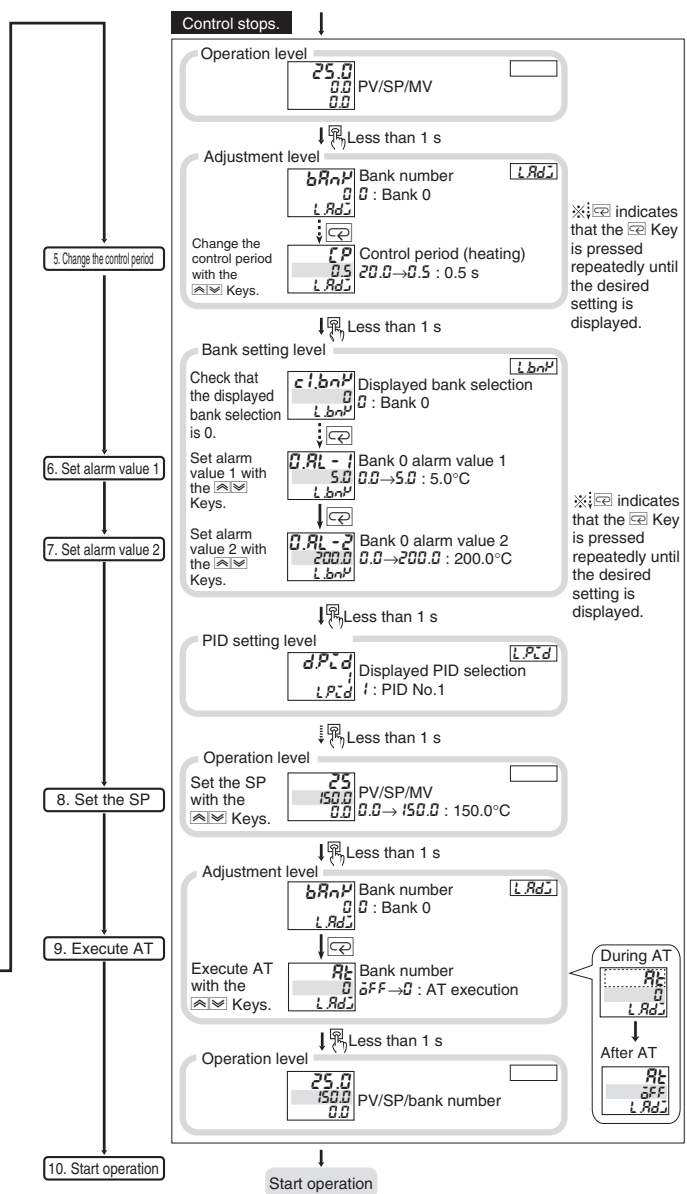 Control stops.
Operation level
25.0
0.0 PV/SP/MV
0.0
Less than 1 s
Adjustment level
L.AdJ
bAnK Bank number
0 0 : Bank 0
L.AdJ
5. Change the control period
Change the
control period
with the
Keys.
CP Control period (heating)
0.5 20.0→0.5 : 0.5 s
L.AdJ
※ indicates
that the Key
is pressed
repeatedly until
the desired
setting is
displayed.
Less than 1 s
Bank setting level
L.bnK
Check that
the displayed
bank selection
is 0.
c1.bnK Displayed bank selection
0 0 : Bank 0
L.bnK
6. Set alarm value 1
Set alarm
value 1 with
the
Keys.
0.AL-1 Bank 0 alarm value 1
5.0 0.0→5.0 : 5.0°C
L.bnK
7. Set alarm value 2
Set alarm
value 2 with
the
Keys.
0.AL-2 Bank 0 alarm value 2
200.0 0.0→200.0 : 200.0°C
L.bnK
※ indicates
that the Key
is pressed
repeatedly until
the desired
setting is
displayed.
Less than 1 s
PID setting level
L.Pid
d.Pid Displayed PID selection
1 1 : PID No.1
L.Pid
Less than 1 s
Operation level
8. Set the SP
Set the SP
with the
Keys.
25
150.0 PV/SP/MV
0.0 0.0→150.0 : 150.0°C
Less than 1 s
Adjustment level
L.AdJ
bAnK Bank number
0 0 : Bank 0
L.AdJ
9. Execute AT
Execute AT
with the
Keys.
At Bank number
0 oFF→0 : AT execution
L.AdJ
During AT
At
0
L.AdJ
After AT
At
oFF
L.AdJ
Less than 1 s
Operation level
25.0
150.0 PV/SP/bank number
0.0
10. Start operation
Start operation